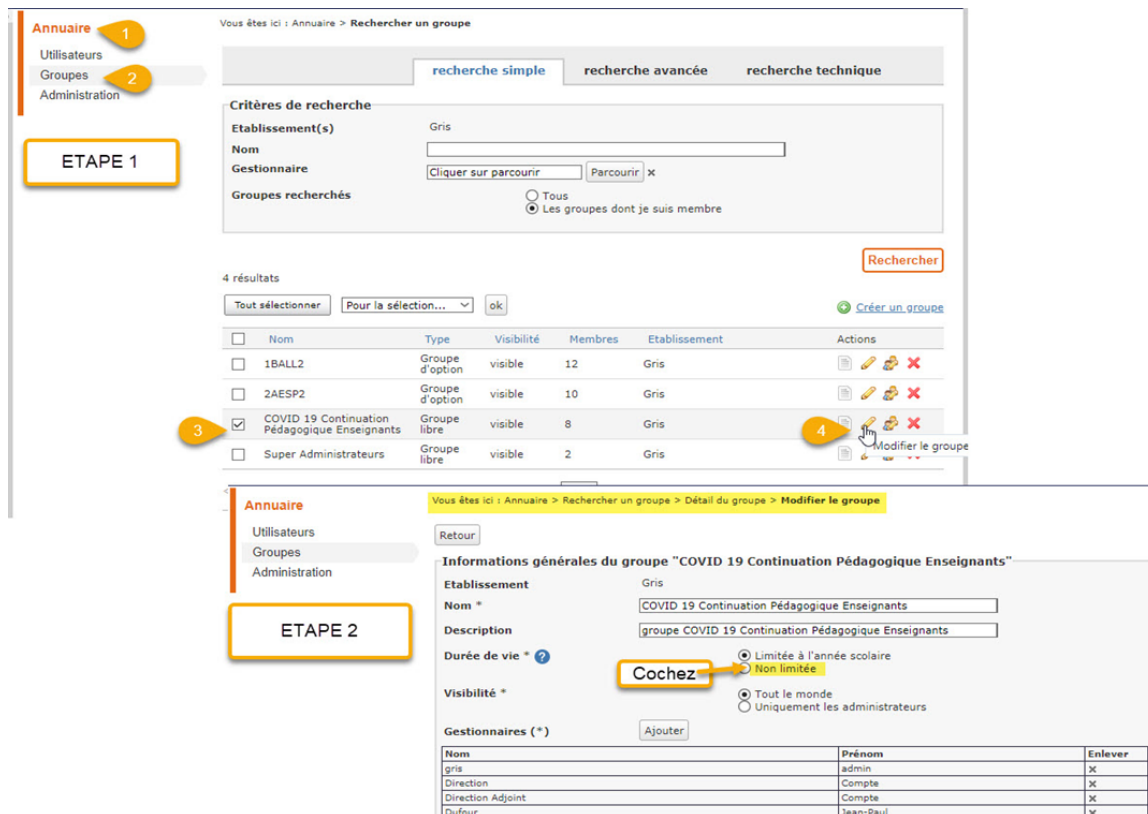 Vous êtes ici : Annuaire > Rechercher un groupe
Annuaire
1
Utilisateurs
Groupes
2
Administration
ETAPE 1
recherche simple recherche avancée recherche technique
Critères de recherche
Etablissement(s) Gris
Nom
Gestionnaire Cliquer sur parcourir Parcourir x
Groupes recherchés Tous
Les groupes dont je suis membre
Rechercher
4 résultats
Tout sélectionner Pour la sélection... ok Créer un groupe
Nom Type Visibilité Membres Etablissement Actions
1BALL2 Groupe d'option visible 12 Gris
2AESP2 Groupe d'option visible 10 Gris
3 COVID 19 Continuation Pédagogique Enseignants Groupe libre visible 8 Gris 4
Modifier le groupe
Super Administrateurs Groupe libre visible 2 Gris
Annuaire
Utilisateurs
Groupes
Administration
ETAPE 2
Vous êtes ici : Annuaire > Rechercher un groupe > Détail du groupe > Modifier le groupe
Retour
Informations générales du groupe "COVID 19 Continuation Pédagogique Enseignants"
Etablissement Gris
Nom * COVID 19 Continuation Pédagogique Enseignants
Description groupe COVID 19 Continuation Pédagogique Enseignants
Durée de vie * ? Limitée à l'année scolaire
Cochez Non limitée
Visibilité * Tout le monde
Uniquement les administrateurs
Gestionnaires (*) Ajouter
Nom Prénom Enlever
gris admin x
Direction Compte x
Direction Adjoint Compte x
Dufour Jean-Paul x